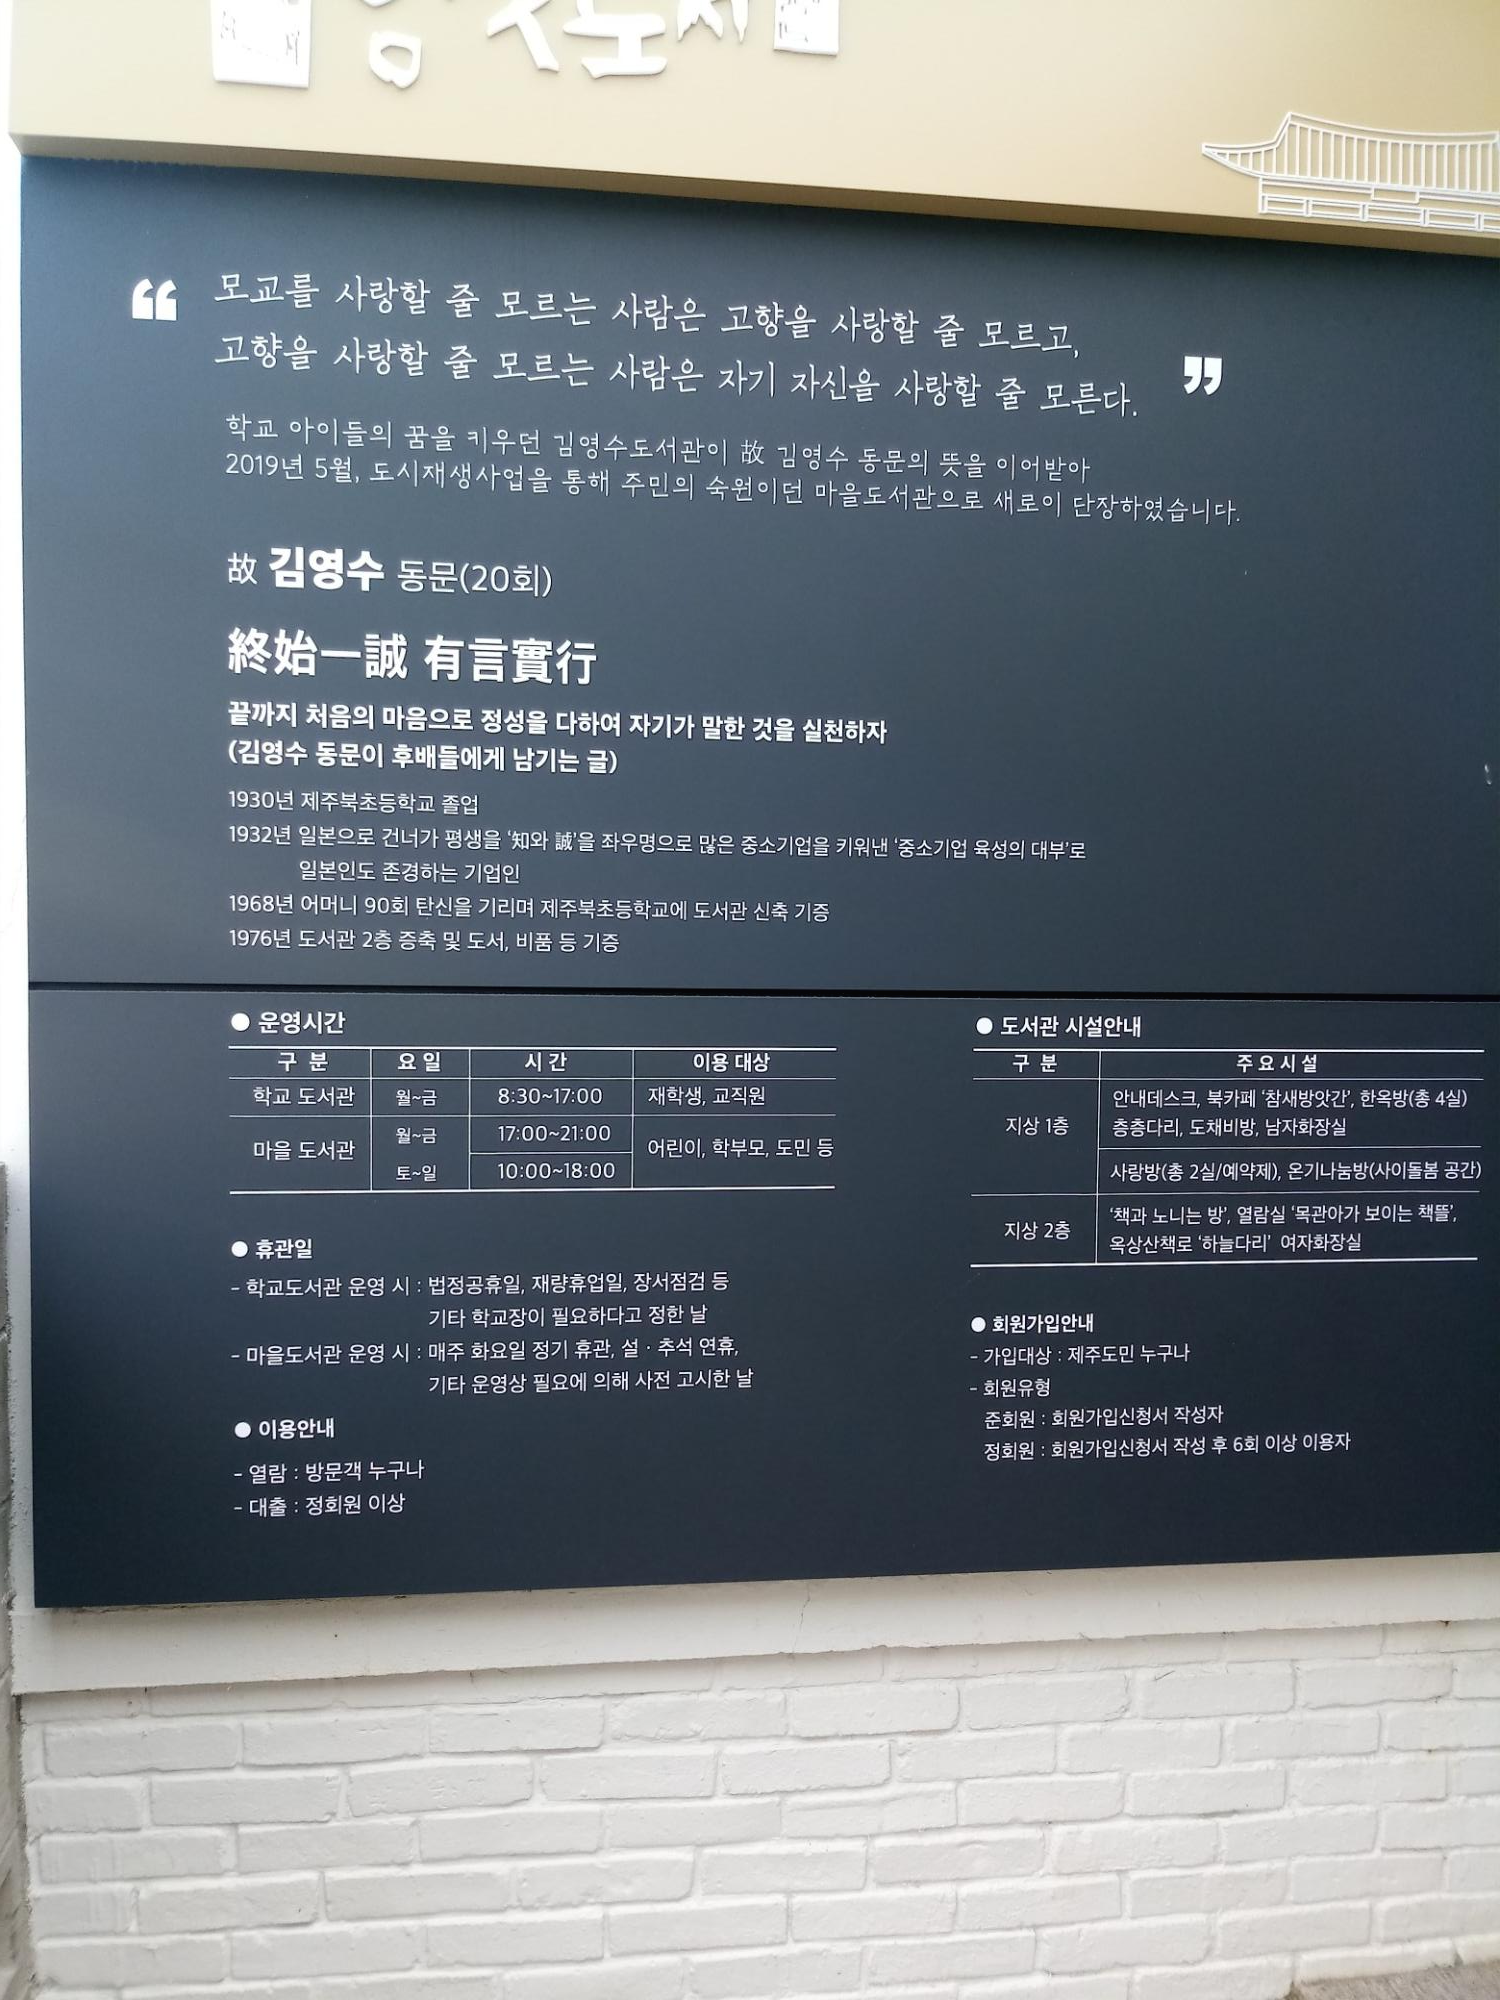 모교를 사랑할 줄 모르는 사람은 고향을 사랑할 줄 모르고,
고향을 사랑할 줄 모르는 사람은 자기 자신을 사랑할 줄 모른다.
학교 아이들의 꿈을 키우던 김영수도서관이 故 김영수 동문의 뜻을 이어받아
2019년 5월, 도시재생사업을 통해 주민의 숙원이던 마을도서관으로 새로이 단장하였습니다.
故 김영수 동문(20회)
終始一誠 有言實行
끝까지 처음의 마음으로 정성을 다하여 자기가 말한 것을 실천하자
(김영수 동문이 후배들에게 남기는 글)
1930년 제주북초등학교 졸업
1932년 일본으로 건너가 평생을 ‘知와 誠’을 좌우명으로 많은 중소기업을 키워낸 ‘중소기업 육성의 대부’로
일본인도 존경하는 기업인
1968년 어머니 90회 탄신을 기리며 제주북초등학교에 도서관 신축 기증
1976년 도서관 2층 증축 및 도서, 비품 등 기증
● 운영시간
구 분 요 일 시 간 이용 대상
학교 도서관 월~금 8:30~17:00 재학생, 교직원
마을 도서관 월~금 17:00~21:00 어린이, 학부모, 도민 등
토~일 10:00~18:00
● 휴관일
- 학교도서관 운영 시 : 법정공휴일, 재량휴업일, 장서점검 등
기타 학교장이 필요하다고 정한 날
- 마을도서관 운영 시 : 매주 화요일 정기 휴관, 설 · 추석 연휴,
기타 운영상 필요에 의해 사전 고시한 날
● 이용안내
- 열람 : 방문객 누구나
- 대출 : 정회원 이상
● 도서관 시설안내
구 분 주 요 시 설
지상 1층 안내데스크, 북카페 ‘참새방앗간’, 한옥방(총 4실)
층층다리, 도채비방, 남자화장실
사랑방(총 2실/예약제), 온기나눔방(사이돌봄 공간)
지상 2층 ‘책과 노니는 방’, 열람실 ‘목관아가 보이는 책뜰’,
옥상산책로 ‘하늘다리’ 여자화장실
● 회원가입안내
- 가입대상 : 제주도민 누구나
- 회원유형
준회원 : 회원가입신청서 작성자
정회원 : 회원가입신청서 작성 후 6회 이상 이용자